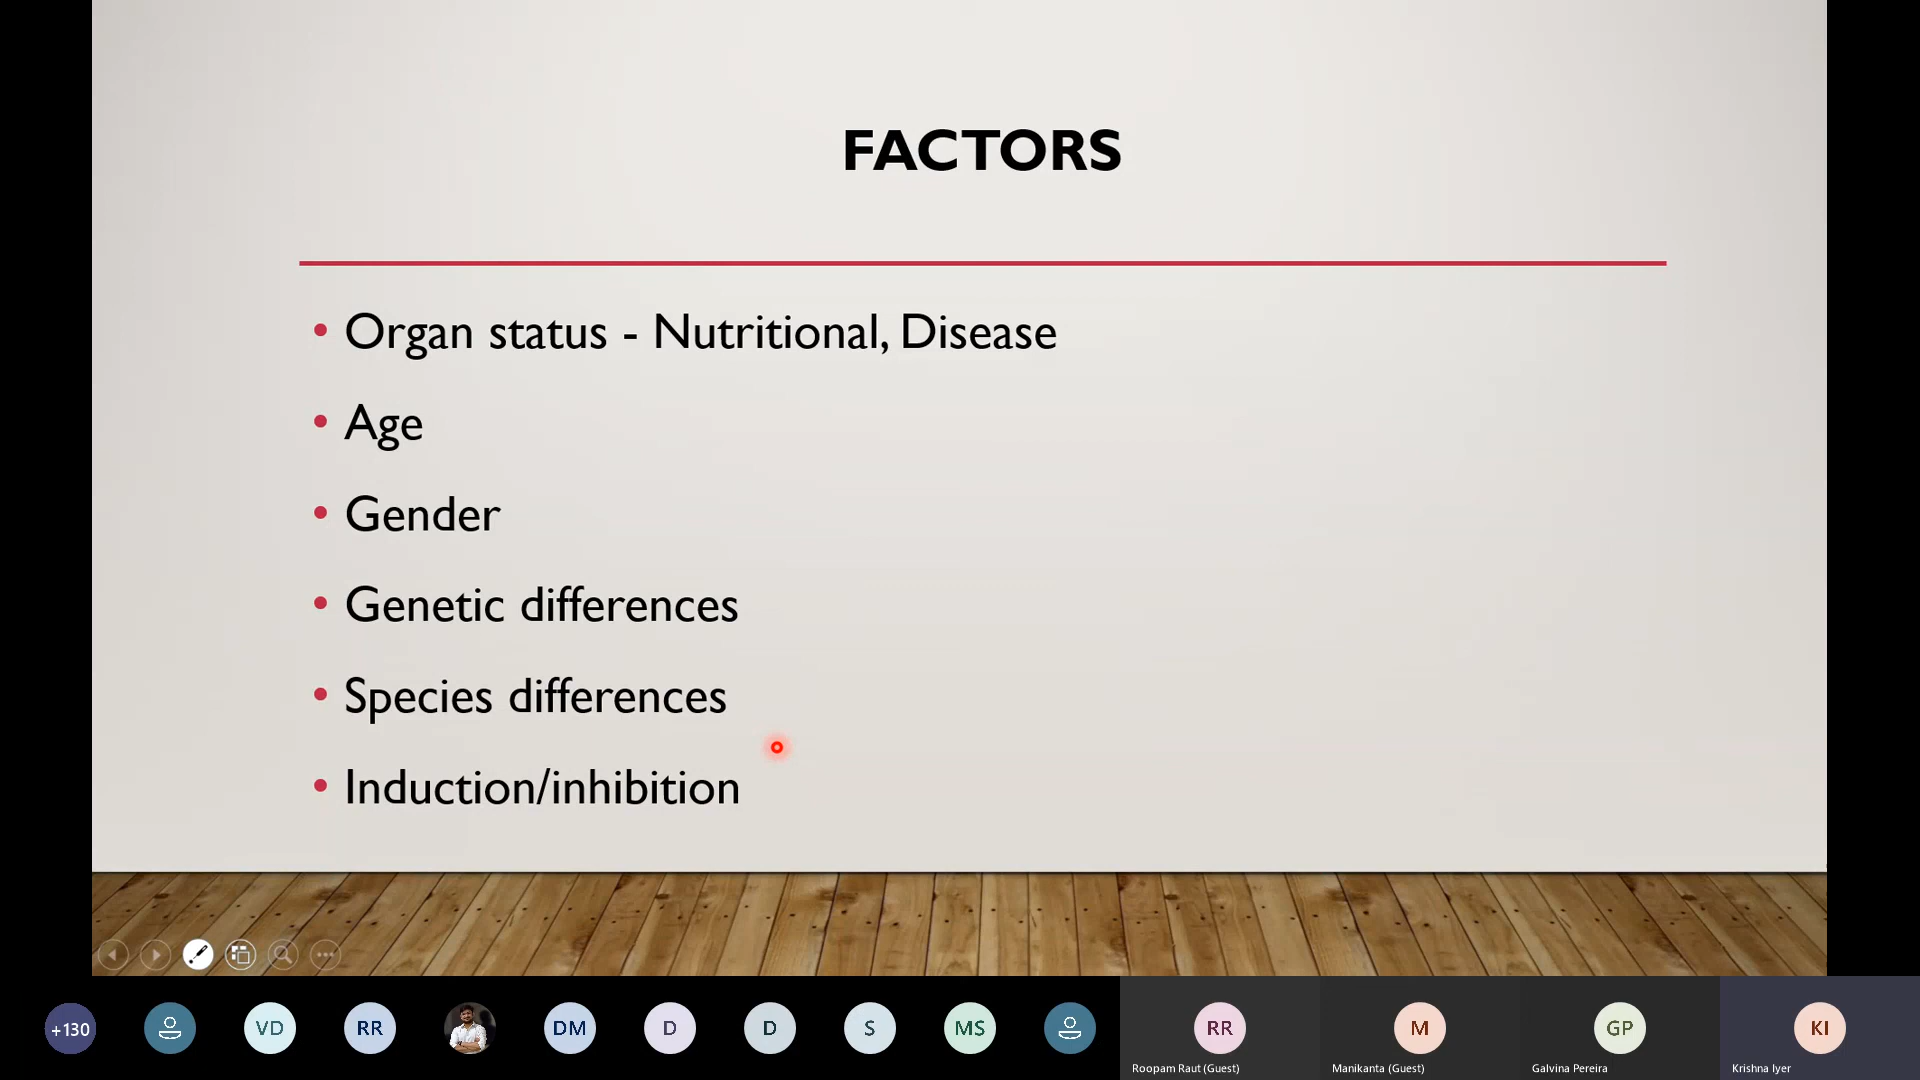 FACTORS
• Organ status - Nutritional, Disease
• Age
• Gender
• Genetic differences
• Species differences
• Induction/inhibition
+130
VD
RR
DM
D
D
S
MS
RR
M
GP
KI
Roopam Raut (Guest)
Manikanta (Guest)
Galvina Pereira
Krishna Iyer